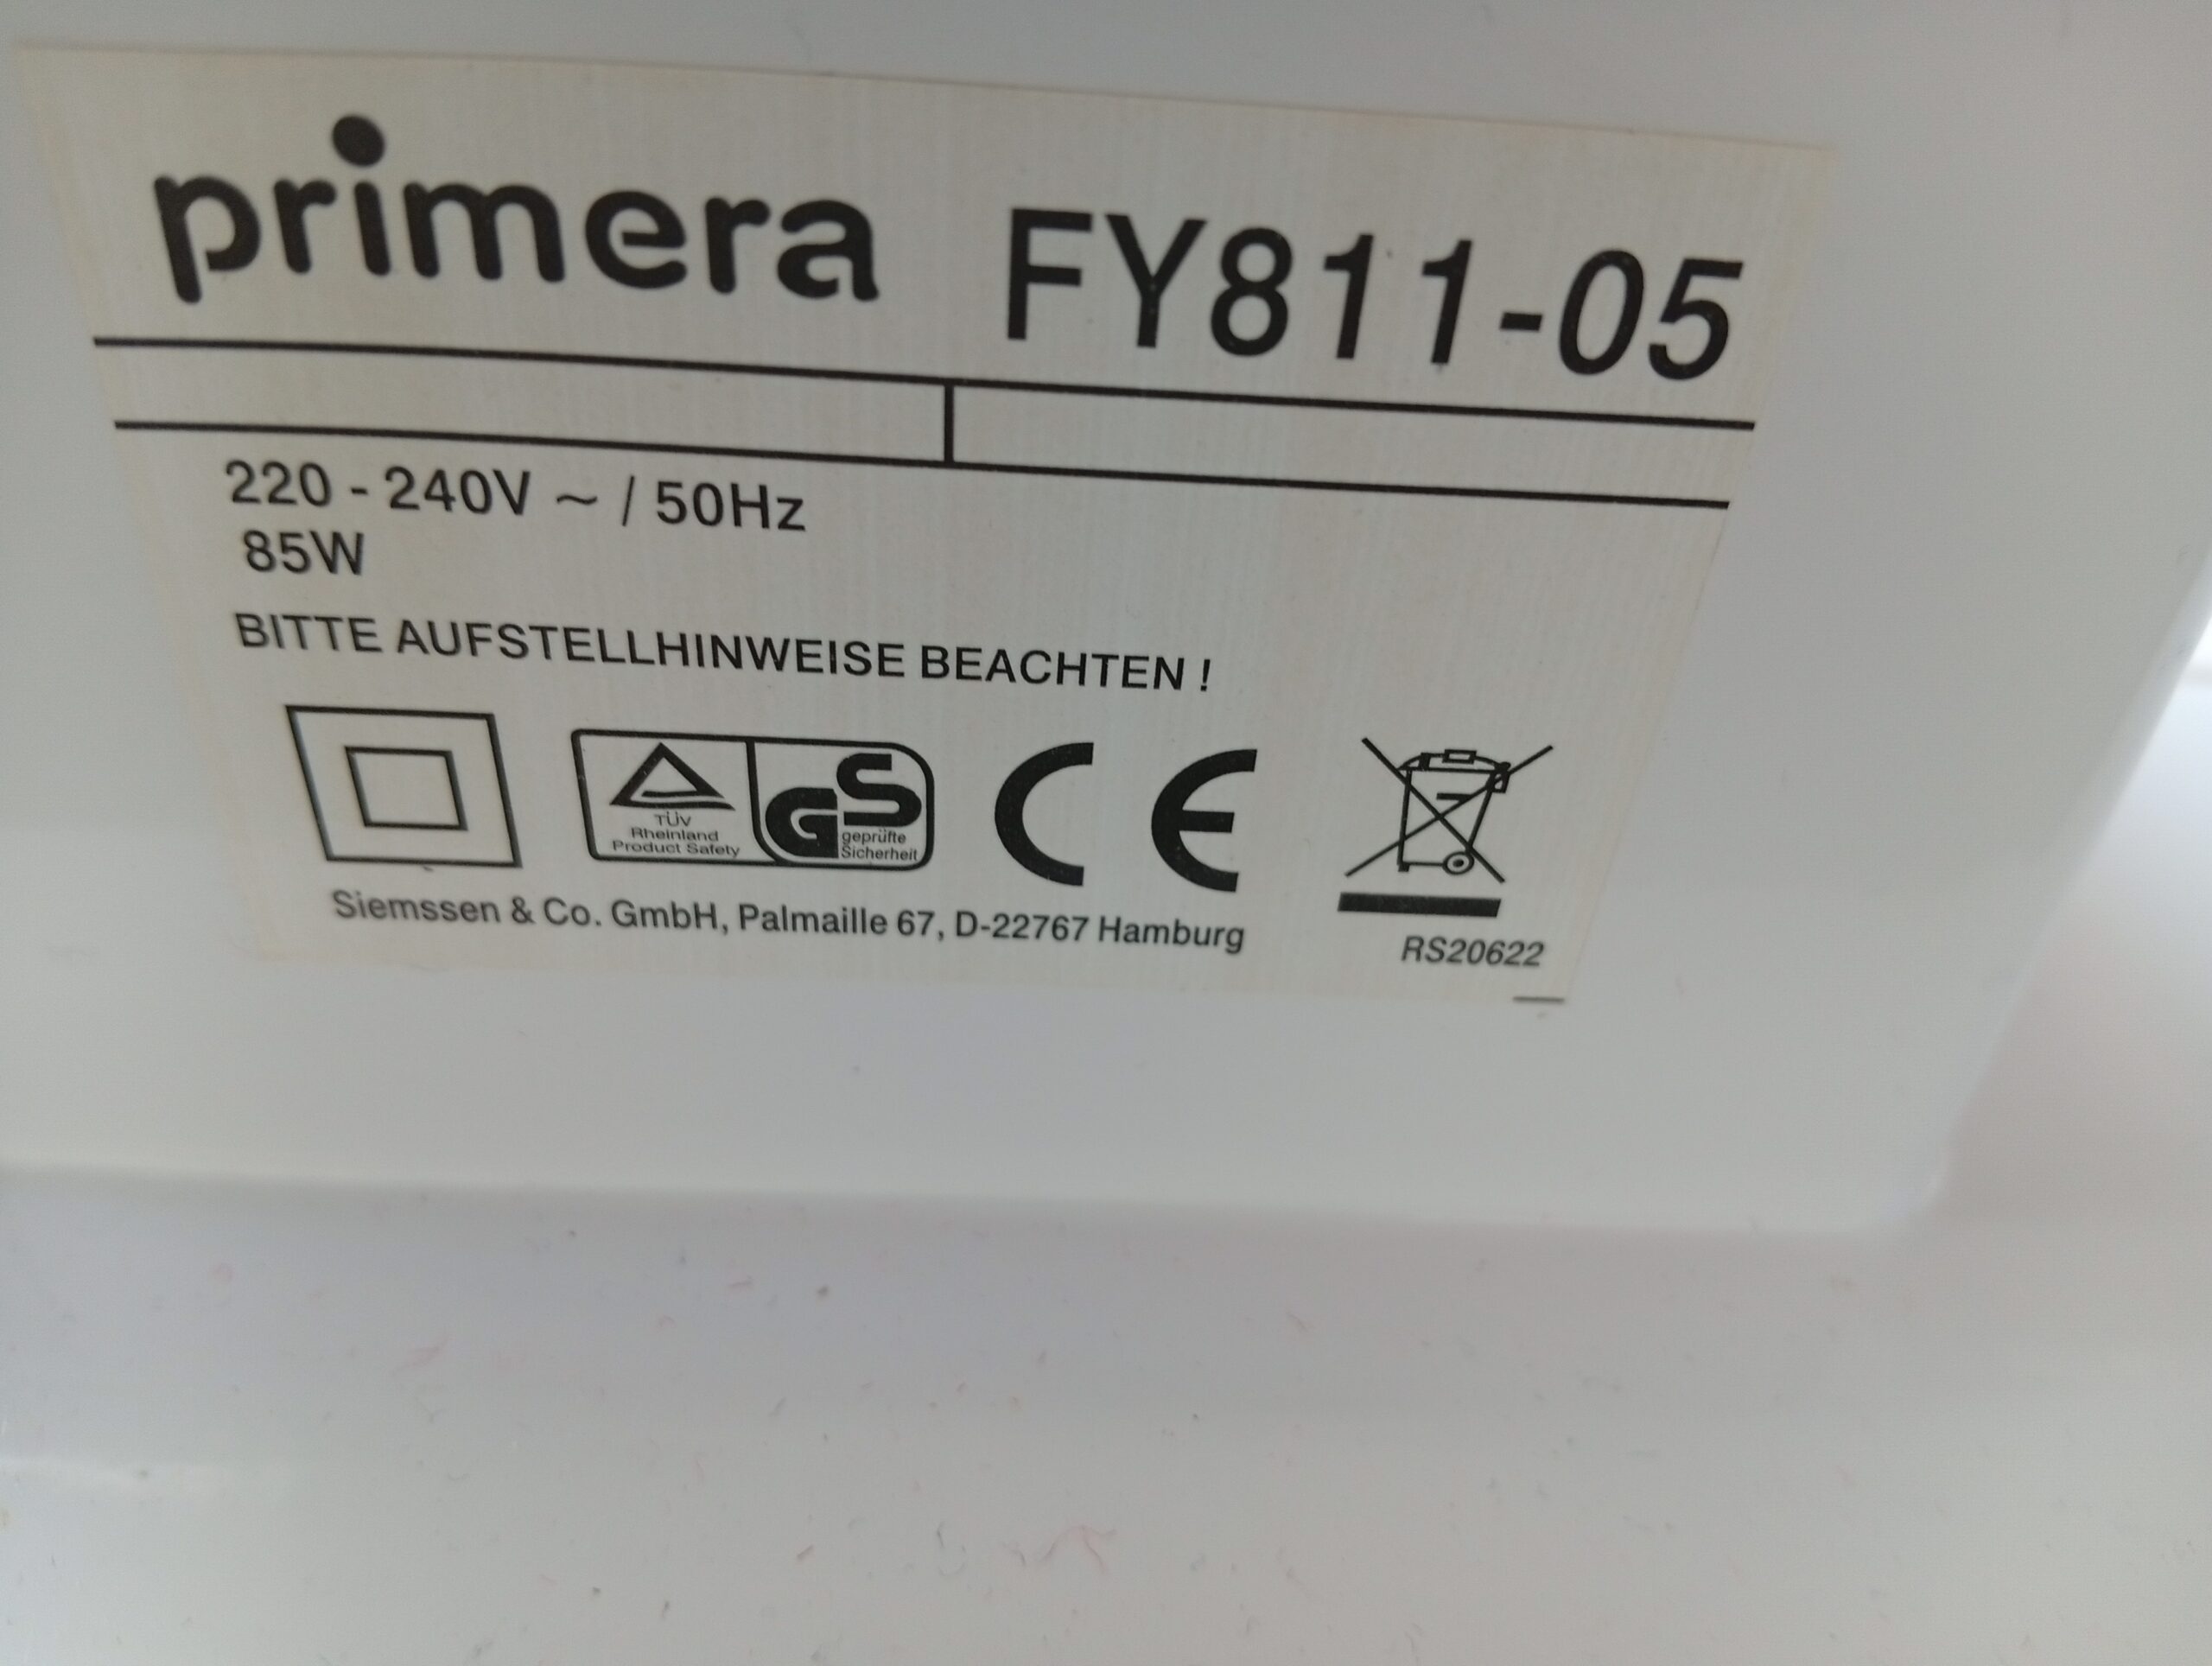 primera FY811-05
220 - 240V ~ / 50Hz
85W
BITTE AUFSTELLHINWEISE BEACHTEN !
TÜV
Rheinland
Product Safety
GS
geprüfte
Sicherheit
CE
Siemssen & Co. GmbH, Palmaille 67, D-22767 Hamburg
RS20622